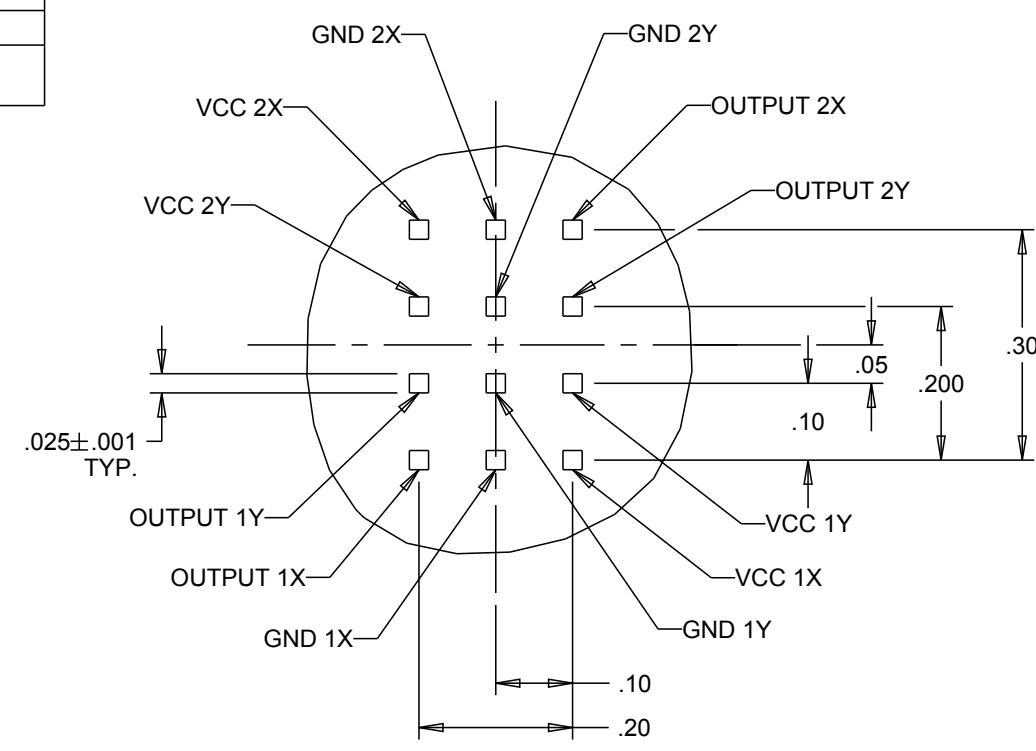 GND 2X
GND 2Y
VCC 2X
OUTPUT 2X
VCC 2Y
OUTPUT 2Y
.30
.05
.200
.10
.025±.001
TYP.
OUTPUT 1Y
VCC 1Y
OUTPUT 1X
VCC 1X
GND 1X
GND 1Y
.10
.20